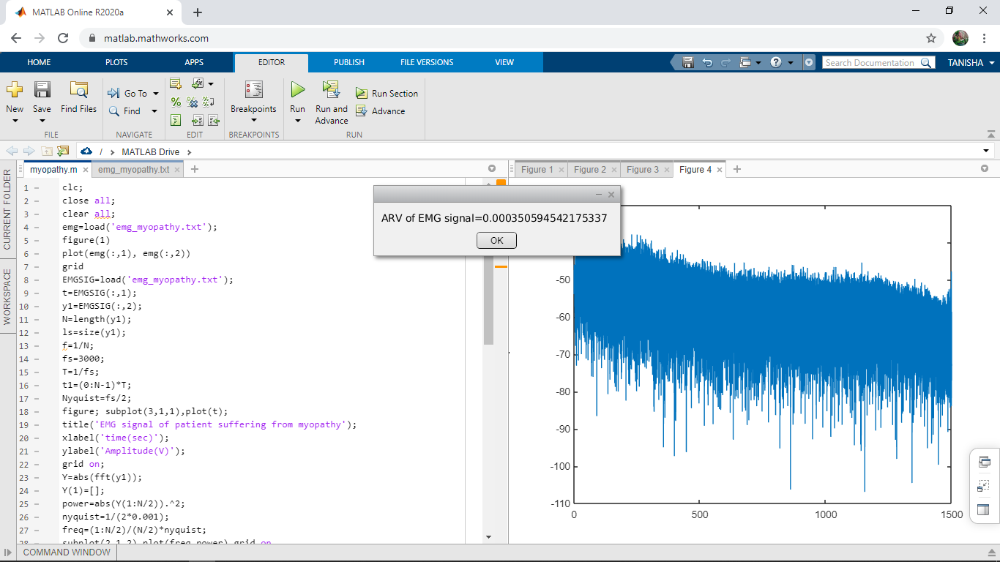 MATLAB Online R2020a
matlab.mathworks.com
HOME PLOTS APPS EDITOR PUBLISH FILE VERSIONS VIEW Search Documentation TANISHA
New Save Find Files Go To Find Breakpoints Run Run and Advance Run Section Advance
FILE NAVIGATE EDIT BREAKPOINTS RUN
/ MATLAB Drive
CURRENT FOLDER
WORKSPACE
myopathy.m emg_myopathy.txt
1 clc;
2 close all;
3 clear all;
4 emg=load('emg_myopathy.txt');
5 figure(1)
6 plot(emg(:,1), emg(:,2))
7 grid
8 EMGSIG=load('emg_myopathy.txt');
9 t=EMGSIG(:,1);
10 y1=EMGSIG(:,2);
11 N=length(y1);
12 ls=size(y1);
13 f=1/N;
14 fs=3000;
15 T=1/fs;
16 t1=(0:N-1)*T;
17 Nyquist=fs/2;
18 figure; subplot(3,1,1),plot(t);
19 title('EMG signal of patient suffering from myopathy');
20 xlabel('time(sec)');
21 ylabel('Amplitude(V)');
22 grid on;
23 Y=abs(fft(y1));
24 Y(1)=[];
25 power=abs(Y(1:N/2)).^2;
26 nyquist=1/(2*0.001);
27 freq=(1:N/2)/(N/2)*nyquist;
28 subplot(2,1,2),plot(freq,power),grid on
Figure 1 Figure 2 Figure 3 Figure 4
ARV of EMG signal=0.000350594542175337
OK
-50
-60
-70
-80
-90
-100
-110
0 500 1000 1500
COMMAND WINDOW